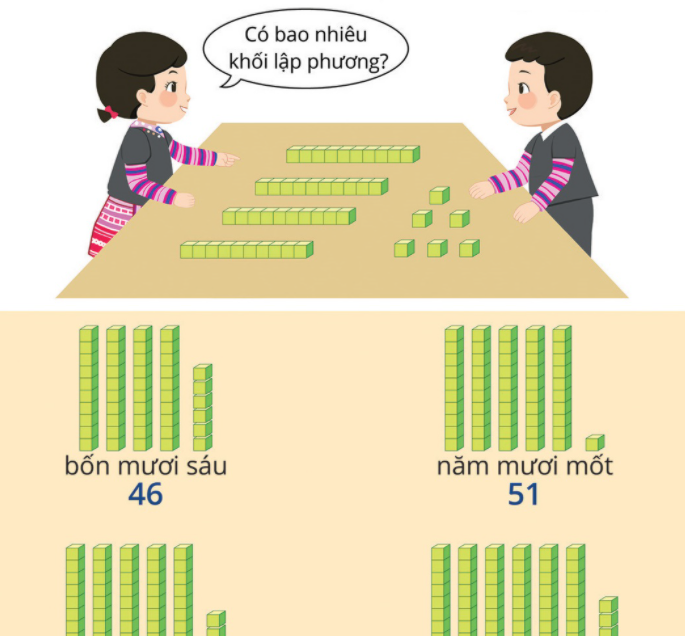 Có bao nhiêu
khối lập phương?
bốn mươi sáu
46
năm mươi mốt
51